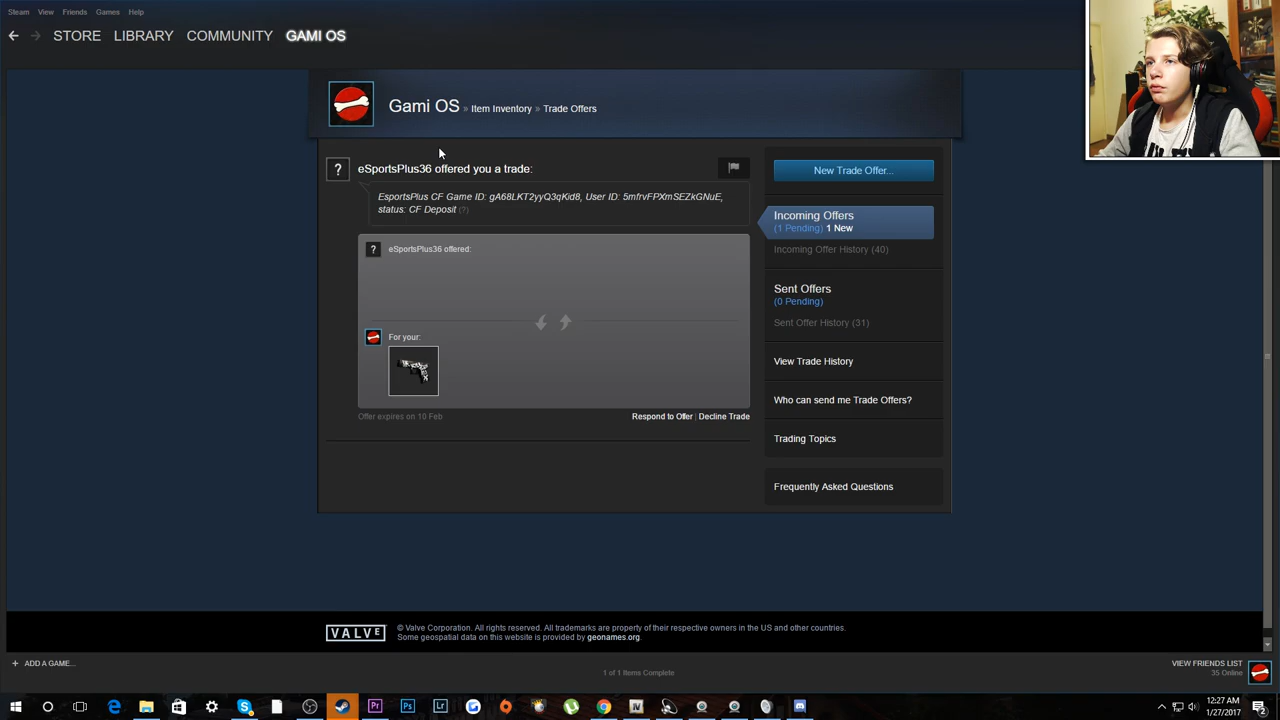 Steam View Friends Games Help
STORE LIBRARY COMMUNITY GAMI OS
Gami OS » Item Inventory » Trade Offers
eSportsPlus36 offered you a trade:
EsportsPlus CF Game ID: gA68LKT2yyQ3qKid8, User ID: 5mfrvFPXmSEZkGNuE,
status: CF Deposit (?)
? eSportsPlus36 offered:
For your:
Offer expires on 10 Feb
Respond to Offer | Decline Trade
New Trade Offer...
Incoming Offers
(1 Pending) 1 New
Incoming Offer History (40)
Sent Offers
(0 Pending)
Sent Offer History (31)
View Trade History
Who can send me Trade Offers?
Trading Topics
Frequently Asked Questions
VALVE
© Valve Corporation. All rights reserved. All trademarks are property of their respective owners in the US and other countries.
Some geospatial data on this website is provided by geonames.org.
+ ADD A GAME...
1 of 1 Items Complete
VIEW FRIENDS LIST
35 Online
Pr Ps Lr
12:27 AM
1/27/2017
2